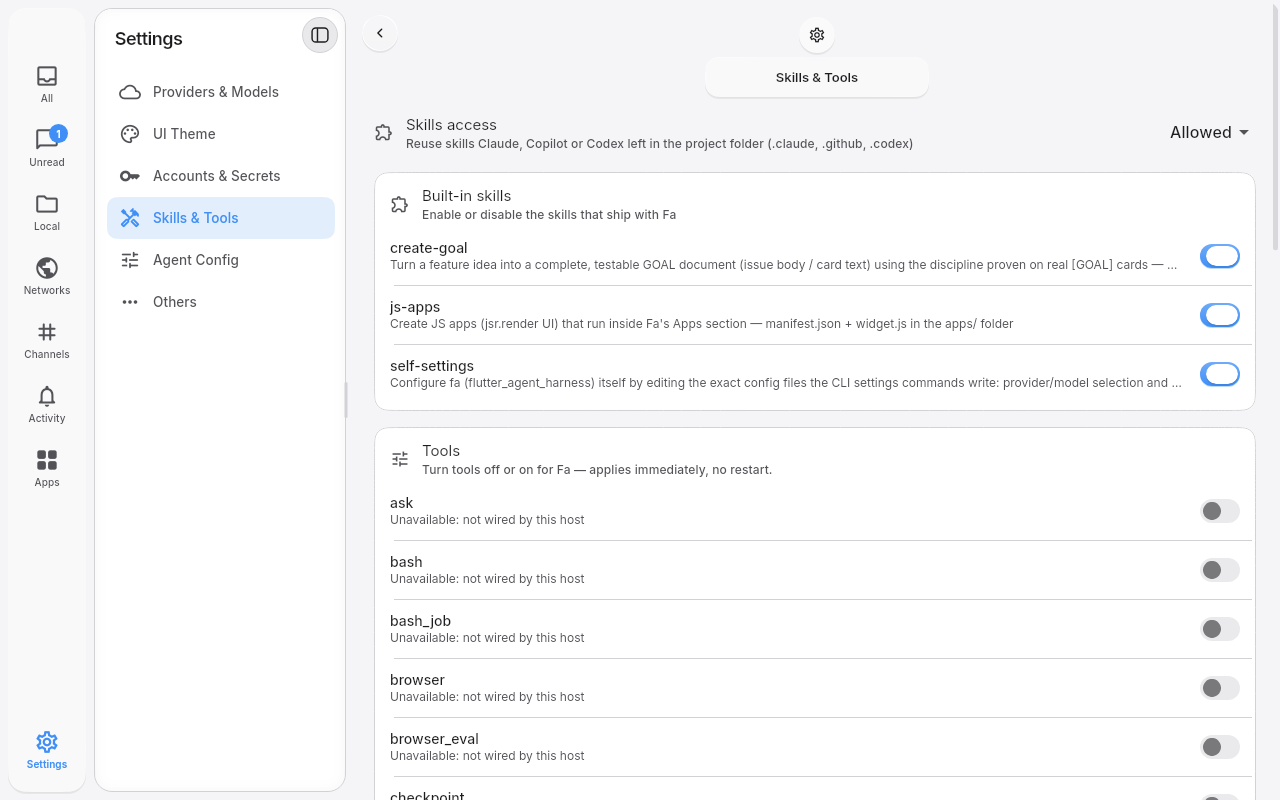 Settings
All
1
Unread
Local
Networks
Channels
Activity
Apps
Settings
Providers & Models
UI Theme
Accounts & Secrets
Skills & Tools
Agent Config
Others
Skills & Tools
Skills access
Reuse skills Claude, Copilot or Codex left in the project folder (.claude, .github, .codex)
Allowed
Built-in skills
Enable or disable the skills that ship with Fa
create-goal
Turn a feature idea into a complete, testable GOAL document (issue body / card text) using the discipline proven on real [GOAL] cards — ...
js-apps
Create JS apps (jsr.render UI) that run inside Fa's Apps section — manifest.json + widget.js in the apps/ folder
self-settings
Configure fa (flutter_agent_harness) itself by editing the exact config files the CLI settings commands write: provider/model selection and ...
Tools
Turn tools off or on for Fa — applies immediately, no restart.
ask
Unavailable: not wired by this host
bash
Unavailable: not wired by this host
bash_job
Unavailable: not wired by this host
browser
Unavailable: not wired by this host
browser_eval
Unavailable: not wired by this host
checkpoint